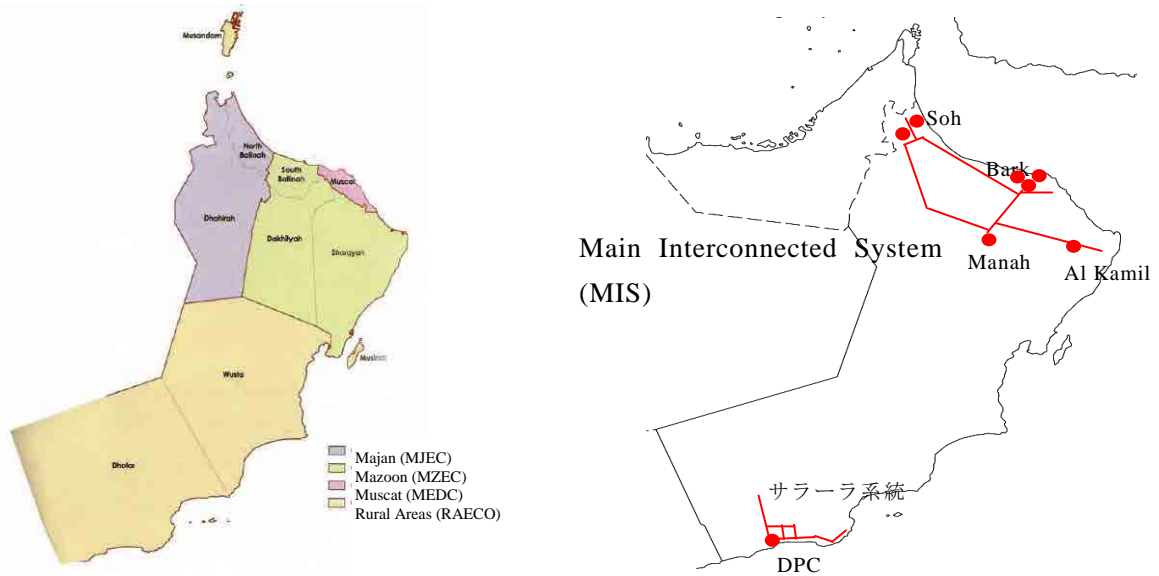 Musandam
North
Batinah
South
Batinah
Muscat
Dhahirah
Dakhiliyah
Sharqiyah
Masirah
Wusta
Dhofar
Majan (MJEC)
Mazoon (MZEC)
Muscat (MEDC)
Rural Areas (RAECO)
Soh
Bark
Main Interconnected System
(MIS)
Manah
Al Kamil
サラーラ系統
DPC